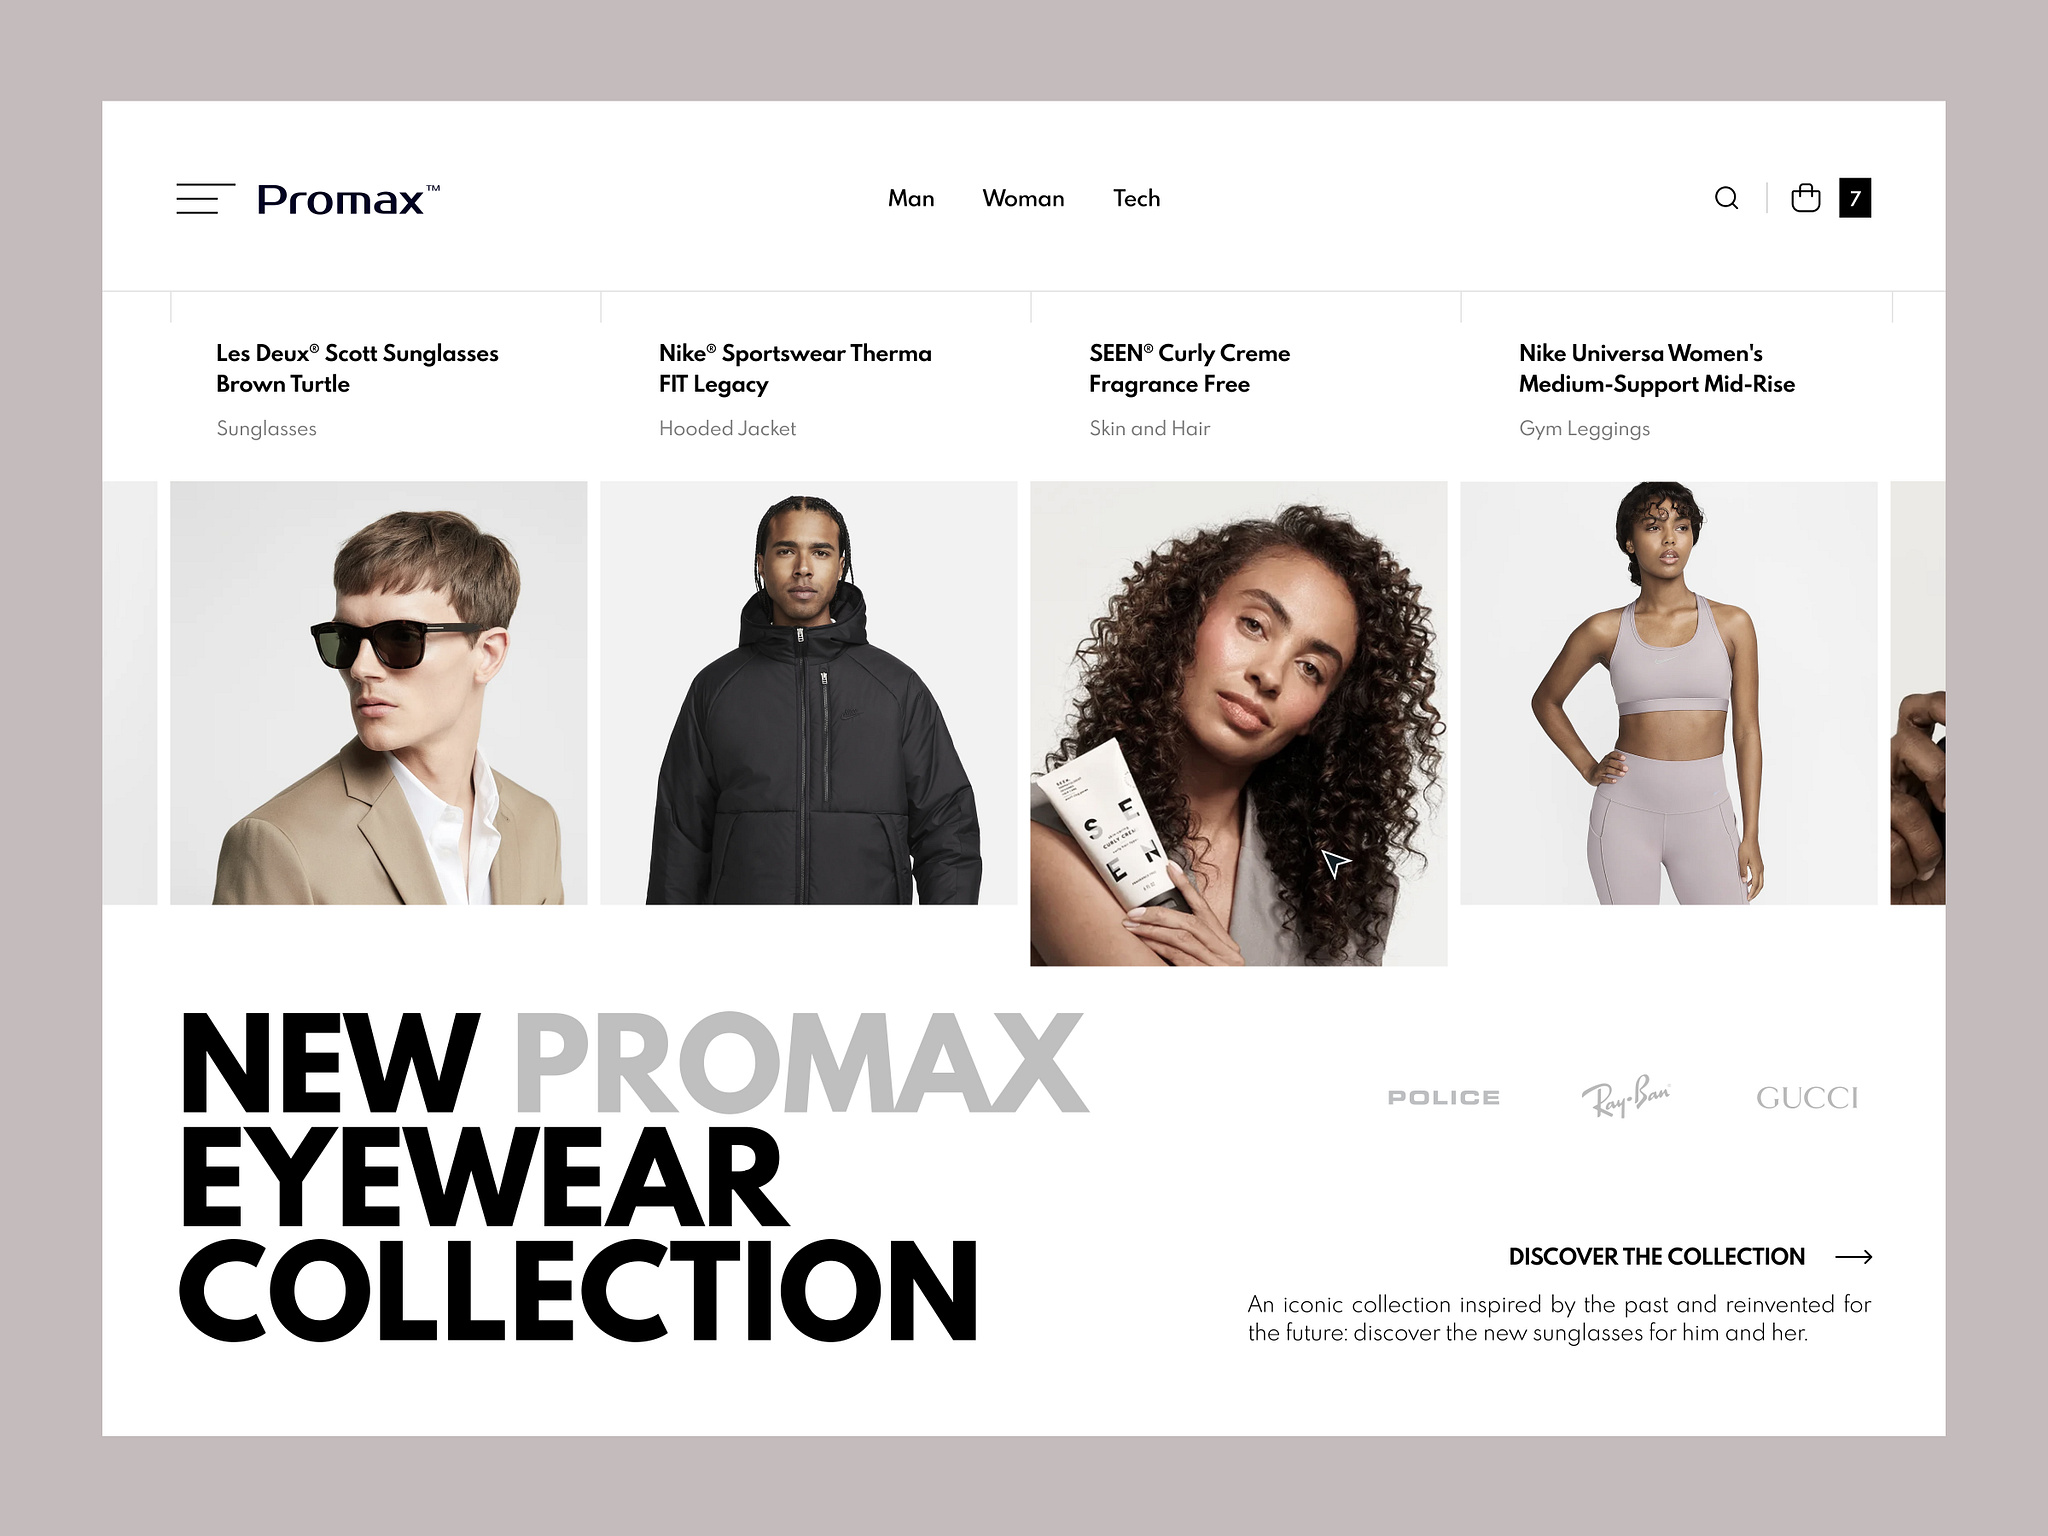 Promax™
Man
Woman
Tech
7
Les Deux® Scott Sunglasses
Brown Turtle
Sunglasses
Nike® Sportswear Therma
FIT Legacy
Hooded Jacket
SEEN® Curly Creme
Fragrance Free
Skin and Hair
Nike Universa Women's
Medium-Support Mid-Rise
Gym Leggings
SEEN
S E
CURLY CREME
E N
NEW PROMAX
EYEWEAR
COLLECTION
POLICE
Ray-Ban
GUCCI
DISCOVER THE COLLECTION
An iconic collection inspired by the past and reinvented for
the future: discover the new sunglasses for him and her.